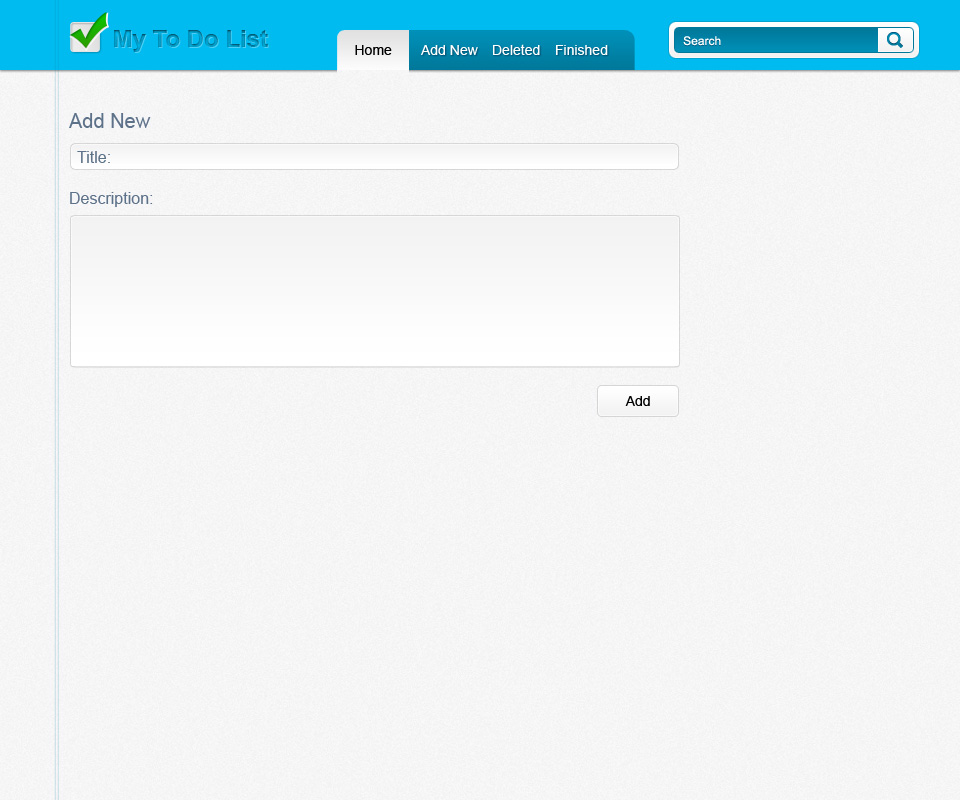 My To Do List
Home
Add New
Deleted
Finished
Search
Add New
Title:
Description:
Add